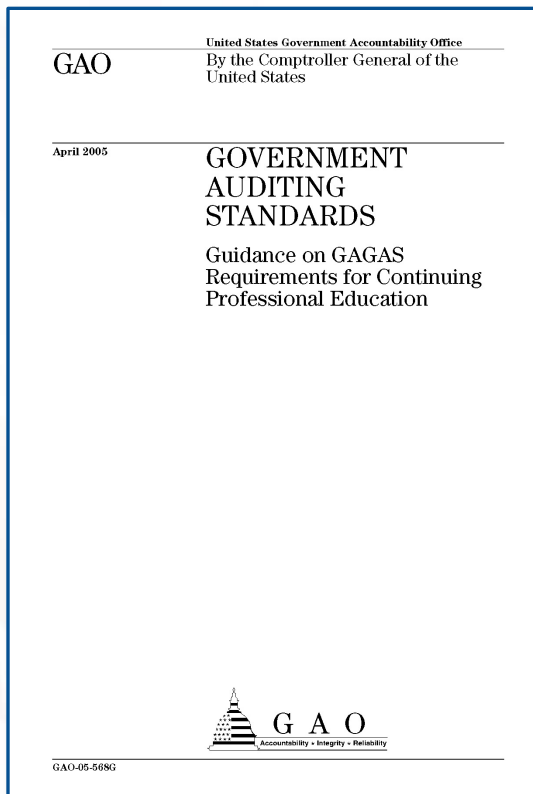 United States Government Accountability Office
GAO
By the Comptroller General of the
United States
April 2005
GOVERNMENT
AUDITING
STANDARDS
Guidance on GAGAS
Requirements for Continuing
Professional Education
G A O
Accountability * Integrity * Reliability
GAO-05-568G